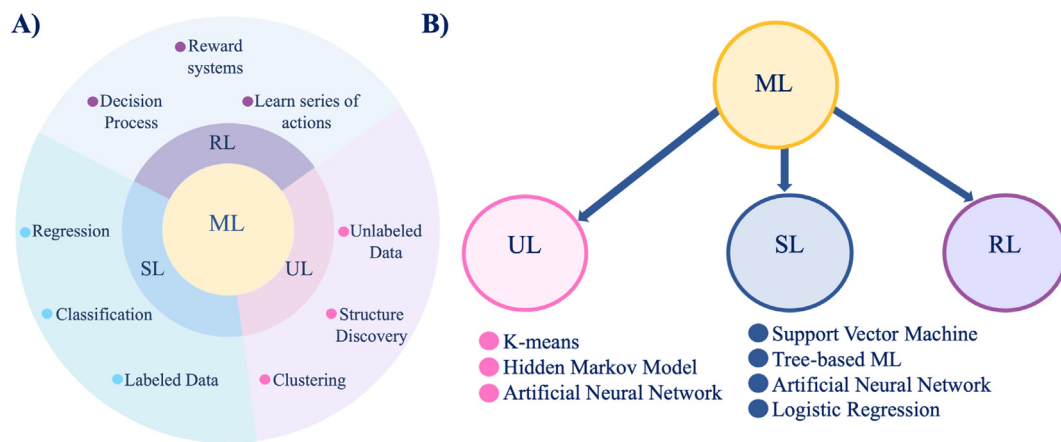 A)
Reward
systems
Decision
Process
Learn series of
actions
RL
ML
SL
UL
Regression
Classification
Labeled Data
Unlabeled
Data
Structure
Discovery
Clustering
B)
ML
UL
SL
RL
K-means
Hidden Markov Model
Artificial Neural Network
Support Vector Machine
Tree-based ML
Artificial Neural Network
Logistic Regression